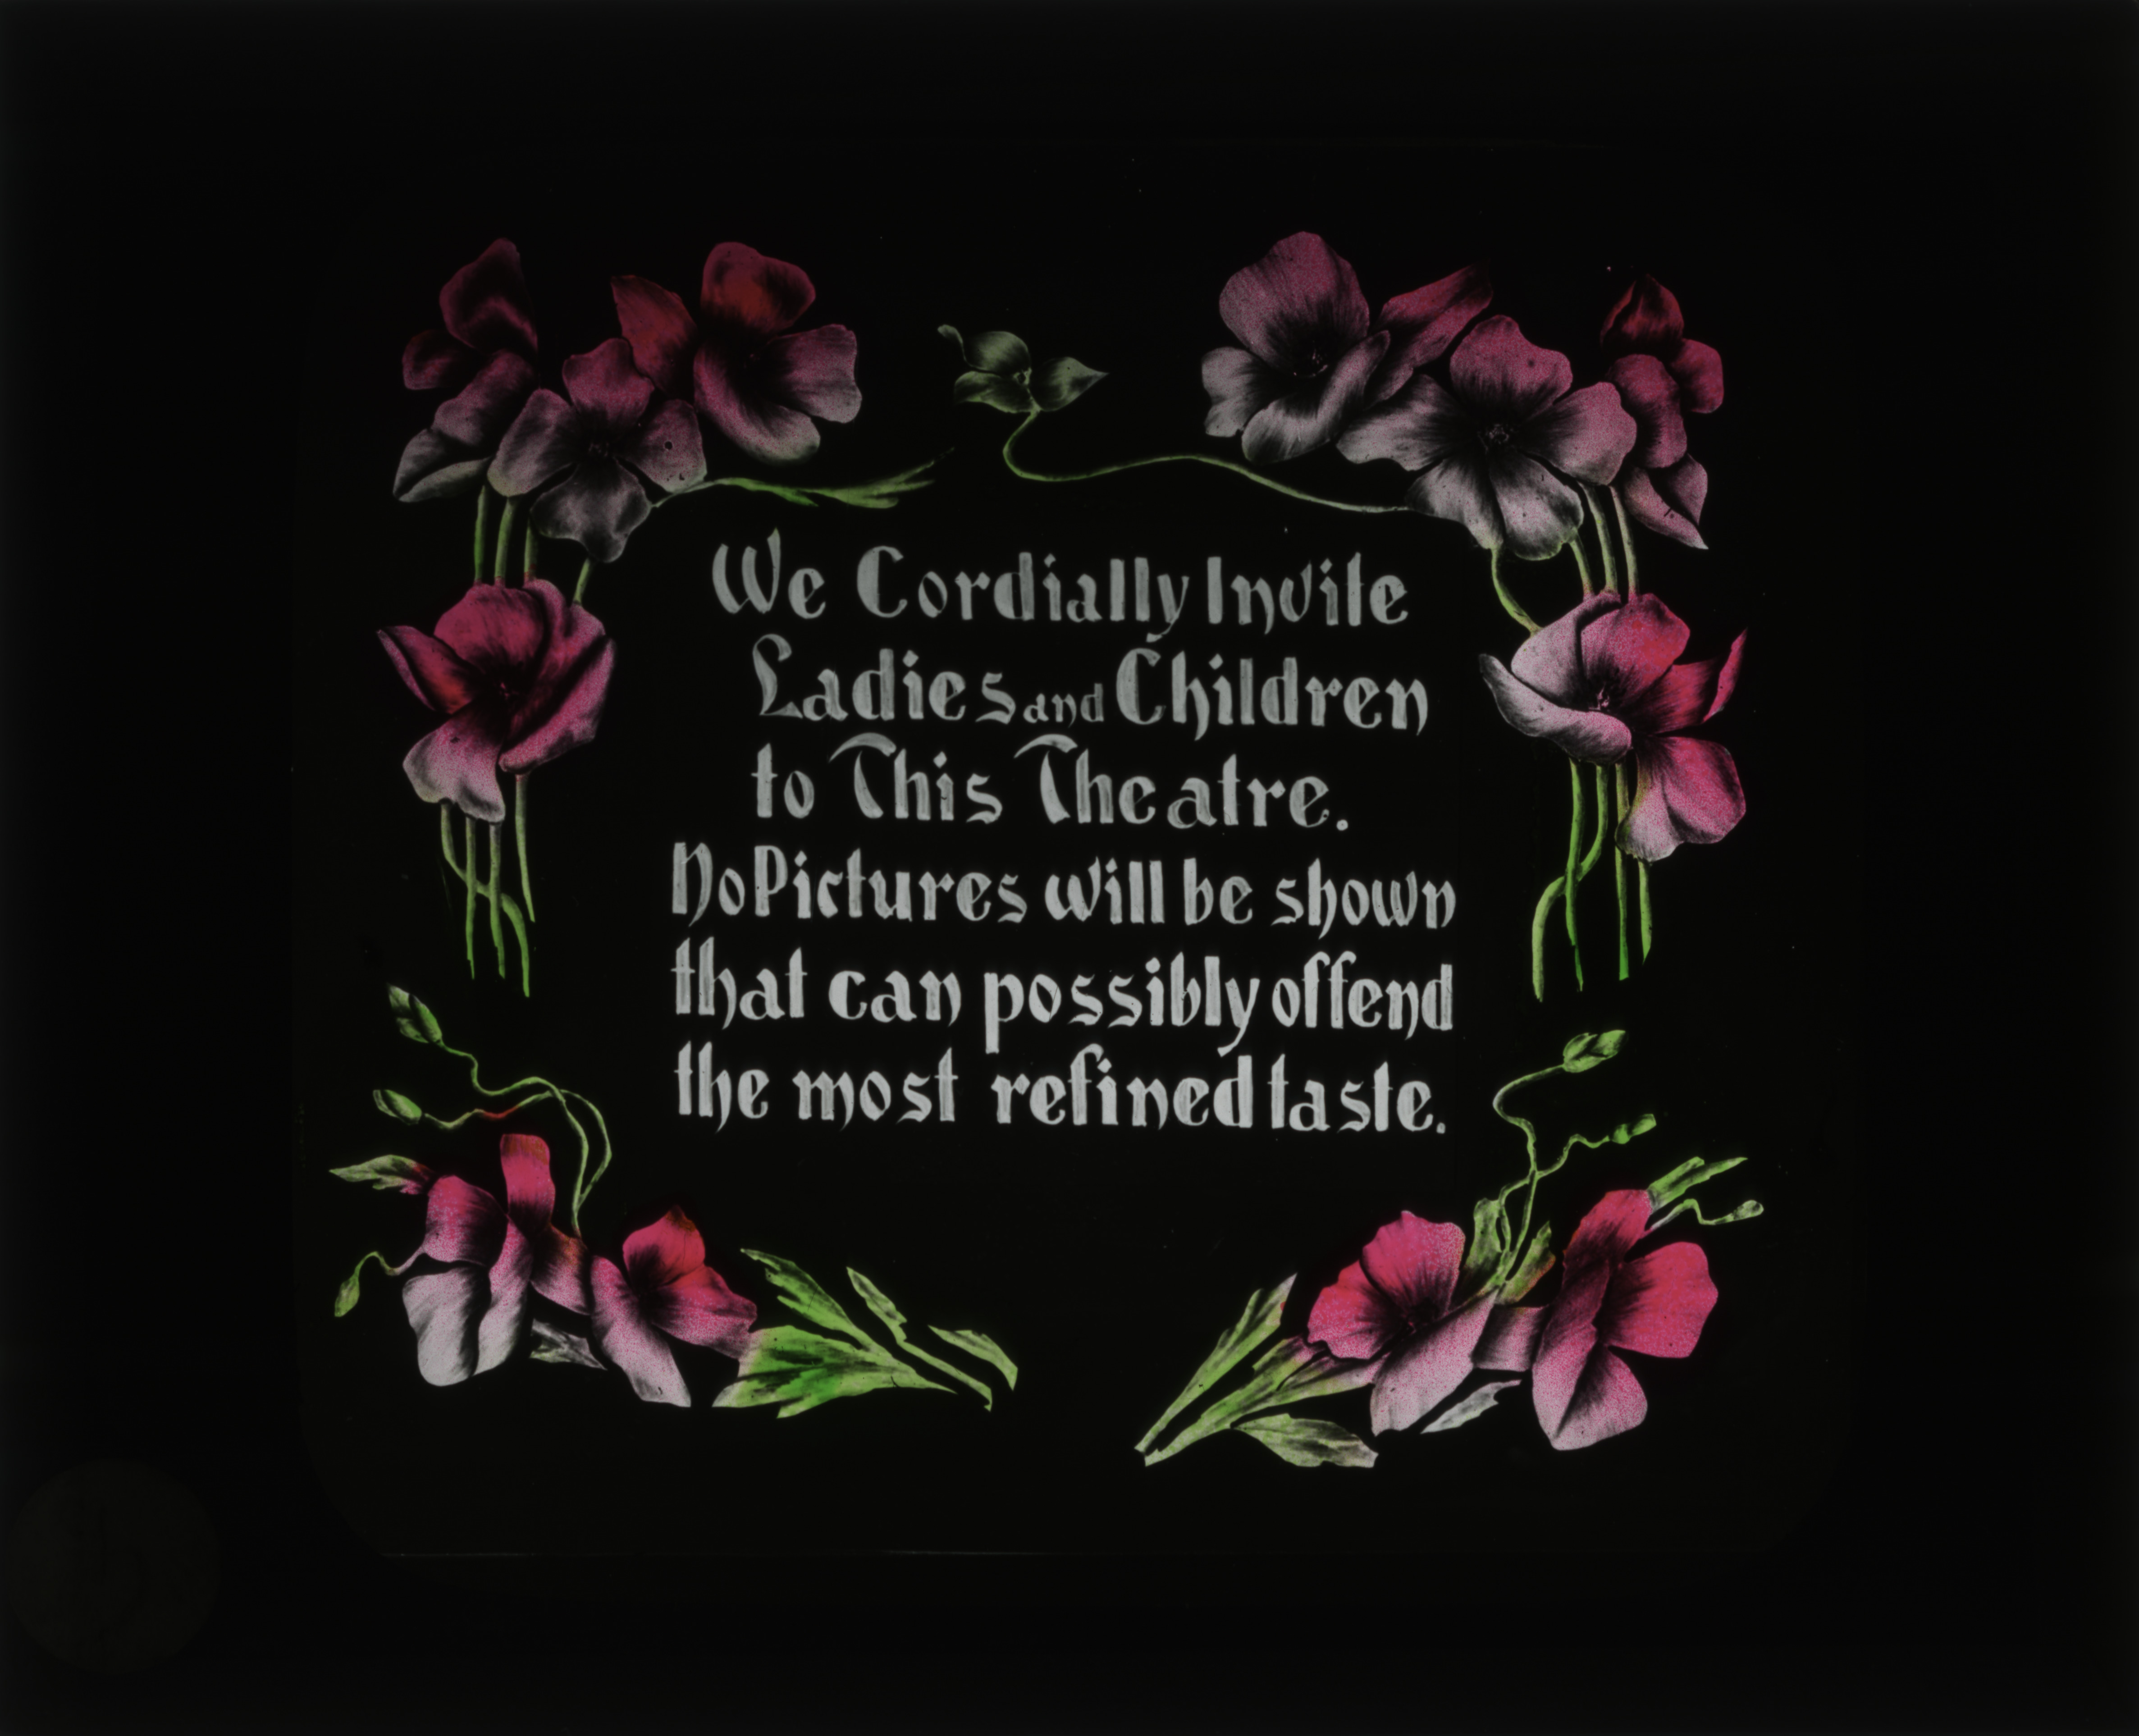 We Cordially Invite
Ladies and Children
to This Theatre.
No Pictures will be shown
that can possibly offend
the most refined taste.